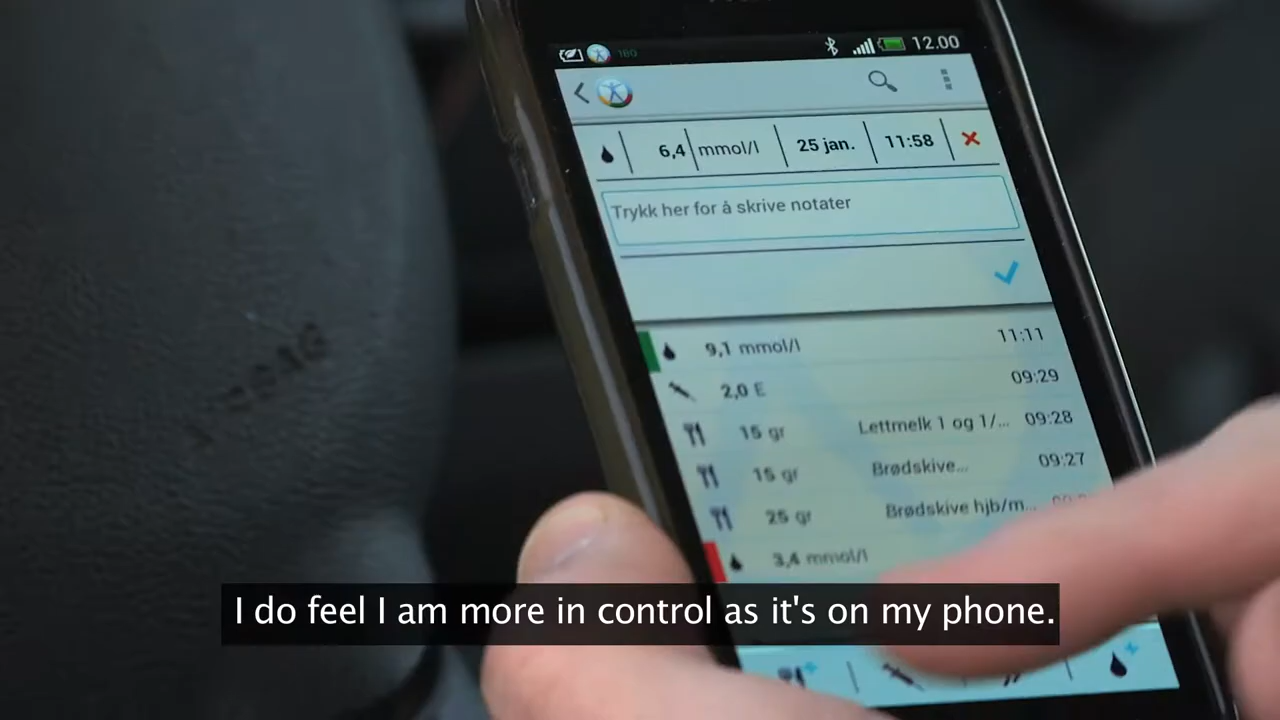 180 12.00
6,4 mmol/l 25 jan. 11:58
Trykk her for å skrive notater
9,1 mmol/l 11:11
2,0 E 09:29
15 gr Lettmelk 1 og 1/... 09:28
15 gr Brødskive... 09:27
25 gr Brødskive hjb/m...
3,4 mmol/l
I do feel I am more in control as it's on my phone.